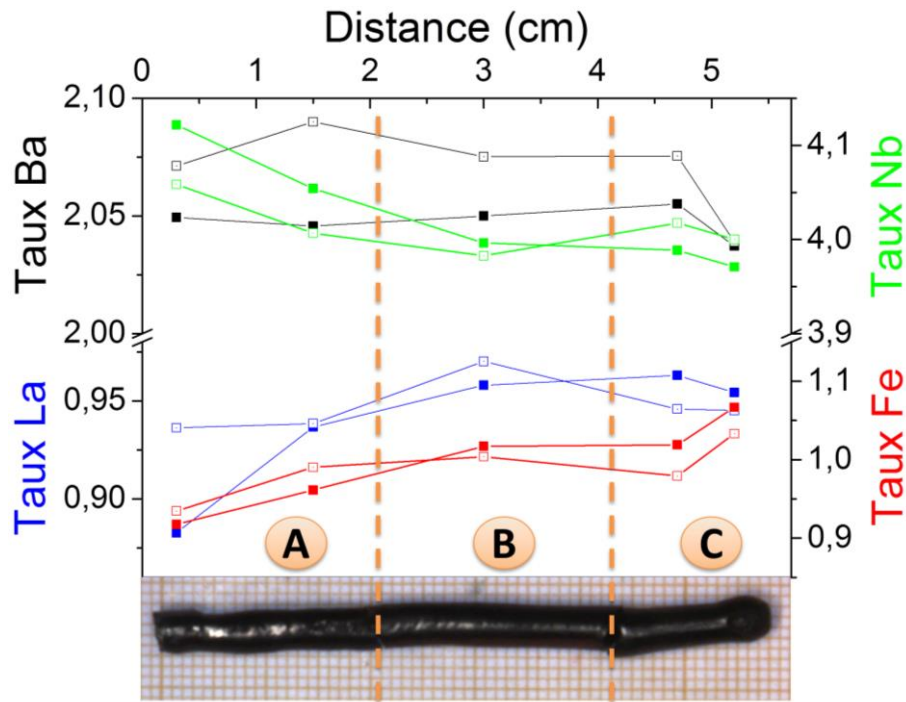 Distance (cm)
0 1 2 3 4 5
2,10
2,05
2,00
0,95
0,90
Taux Ba
Taux La
4,1
4,0
3,9
1,1
1,0
0,9
Taux Nb
Taux Fe
A B C